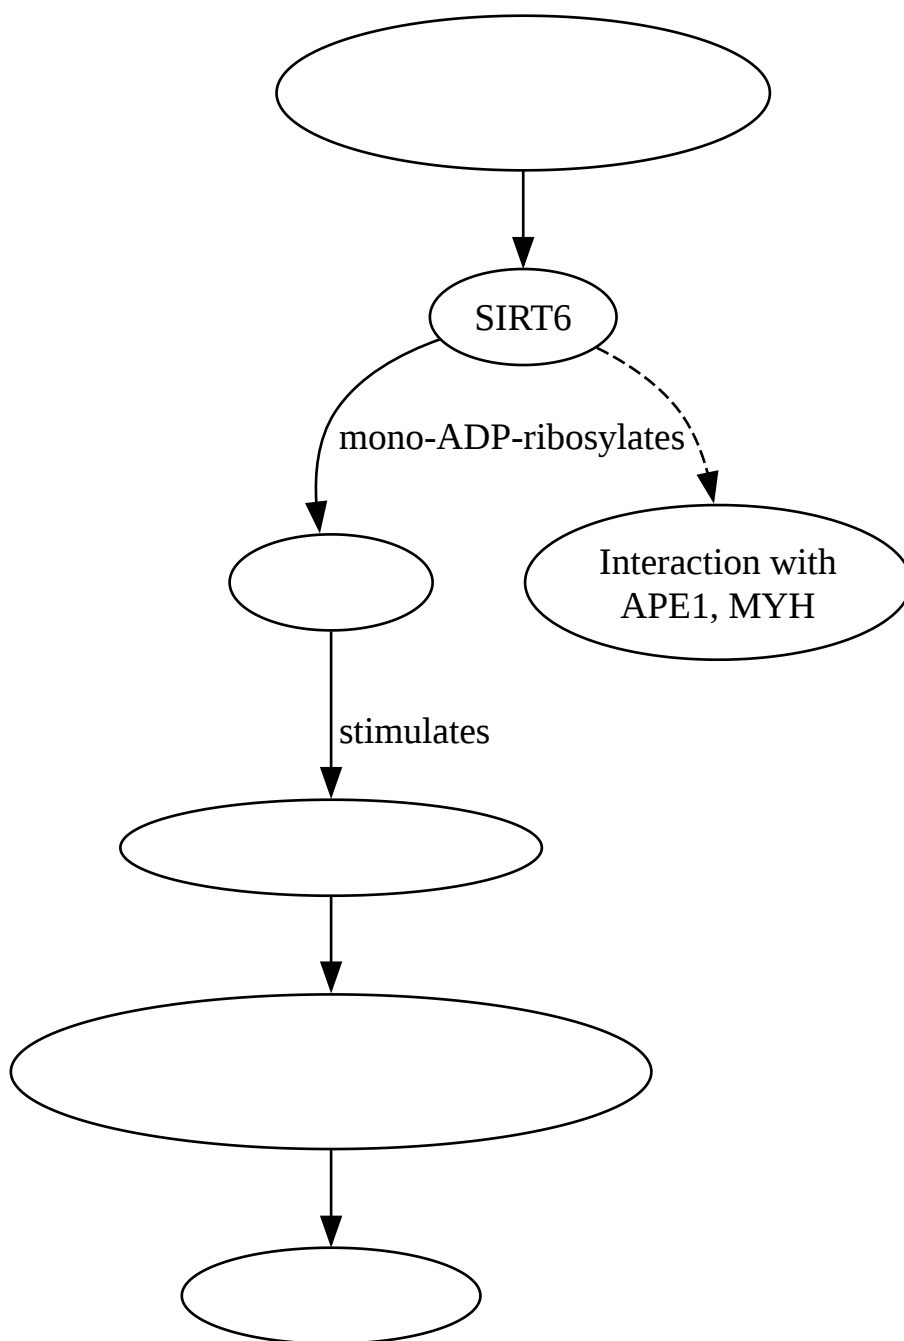 SIRT6
mono-ADP-ribosylates
Interaction with
APE1, MYH
stimulates